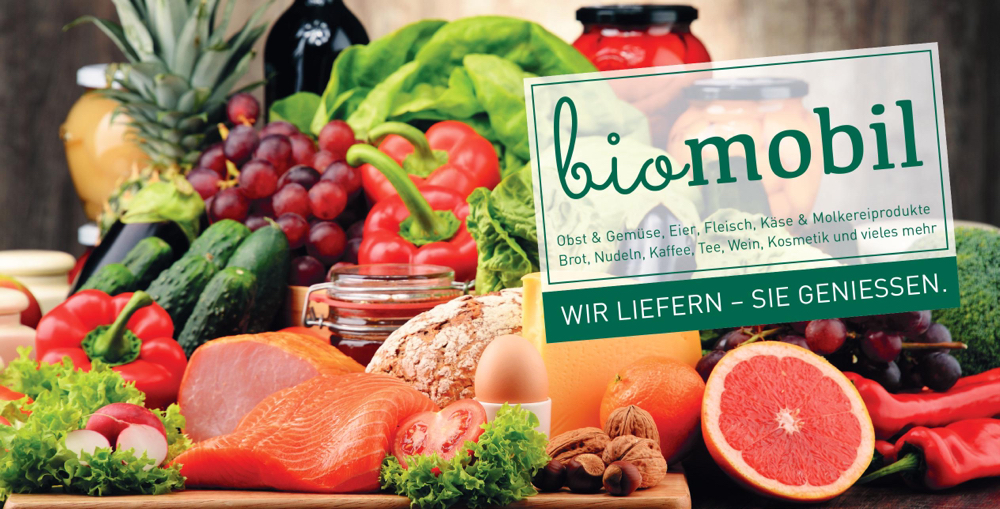 biomobil
Obst & Gemüse, Eier, Fleisch, Käse & Molkereiprodukte
Brot, Nudeln, Kaffee, Tee, Wein, Kosmetik und vieles mehr
WIR LIEFERN – SIE GENIESSEN.